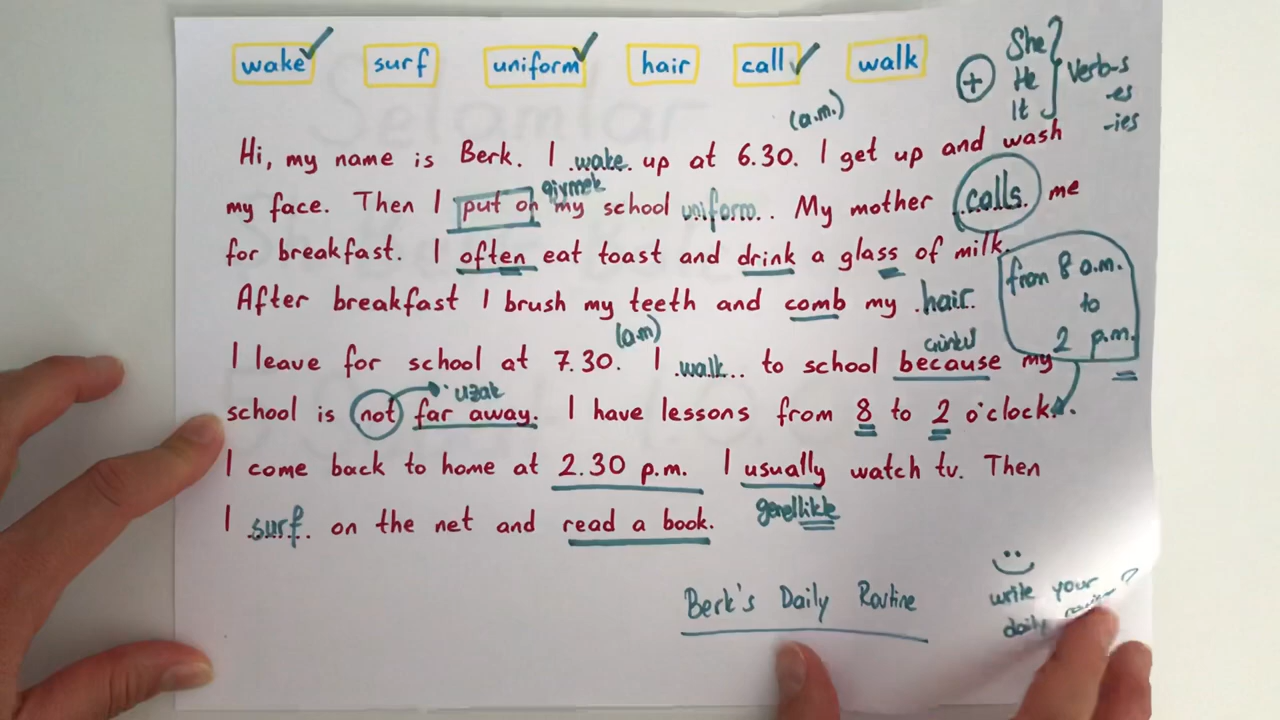 wake surf uniform hair call walk
+ She He It } Verb-s -es -ies
(a.m.)
Hi, my name is Berk. I ..wake.. up at 6.30. I get up and wash
giymek
my face. Then I put on my school uniform.. My mother ..calls. me
for breakfast. I often eat toast and drink a glass of milk.
from 8 a.m. to 2 p.m.
After breakfast I brush my teeth and comb my .hair.
(a.m) çünkü
I leave for school at 7.30. I ..walk.. to school because my
uzak
school is not far away. I have lessons from 8 to 2 o'clock.
I come back to home at 2.30 p.m. I usually watch tv. Then
genellikle
I ..surf.. on the net and read a book.
Berk's Daily Routine
write your
daily